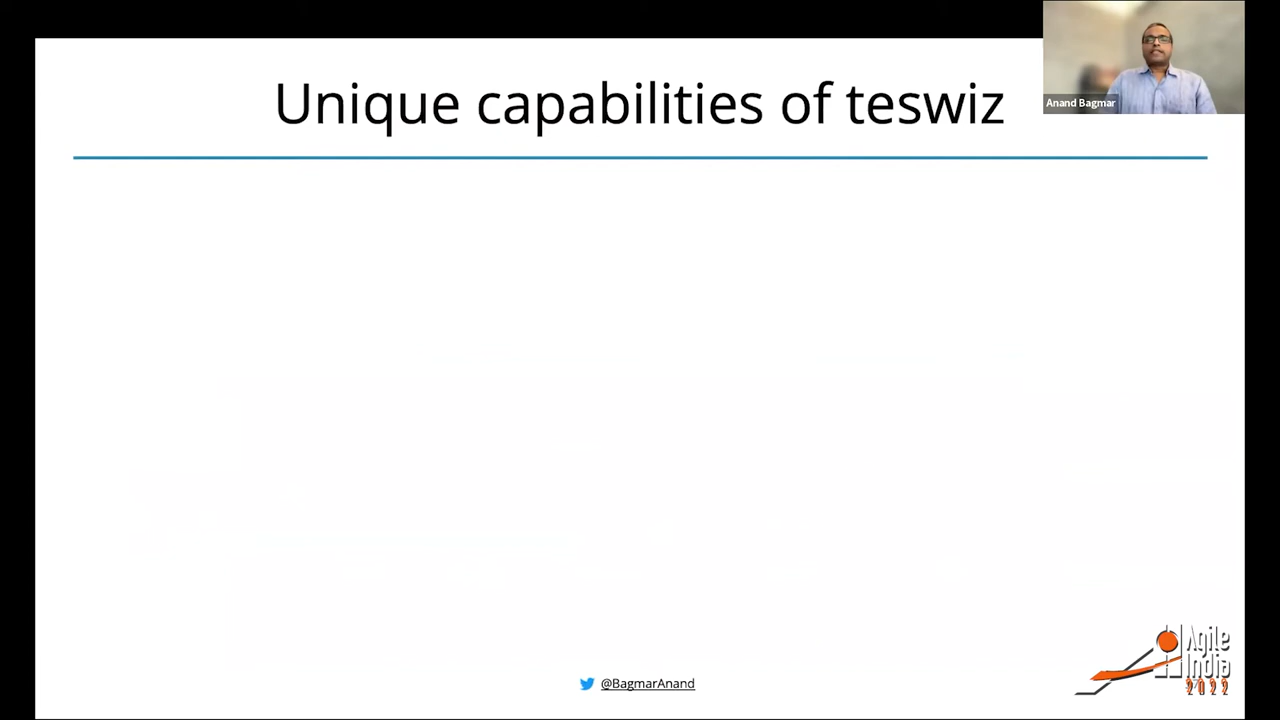 Unique capabilities of teswiz
Anand Bagmar
@BagmarAnand
Agile
India
2022